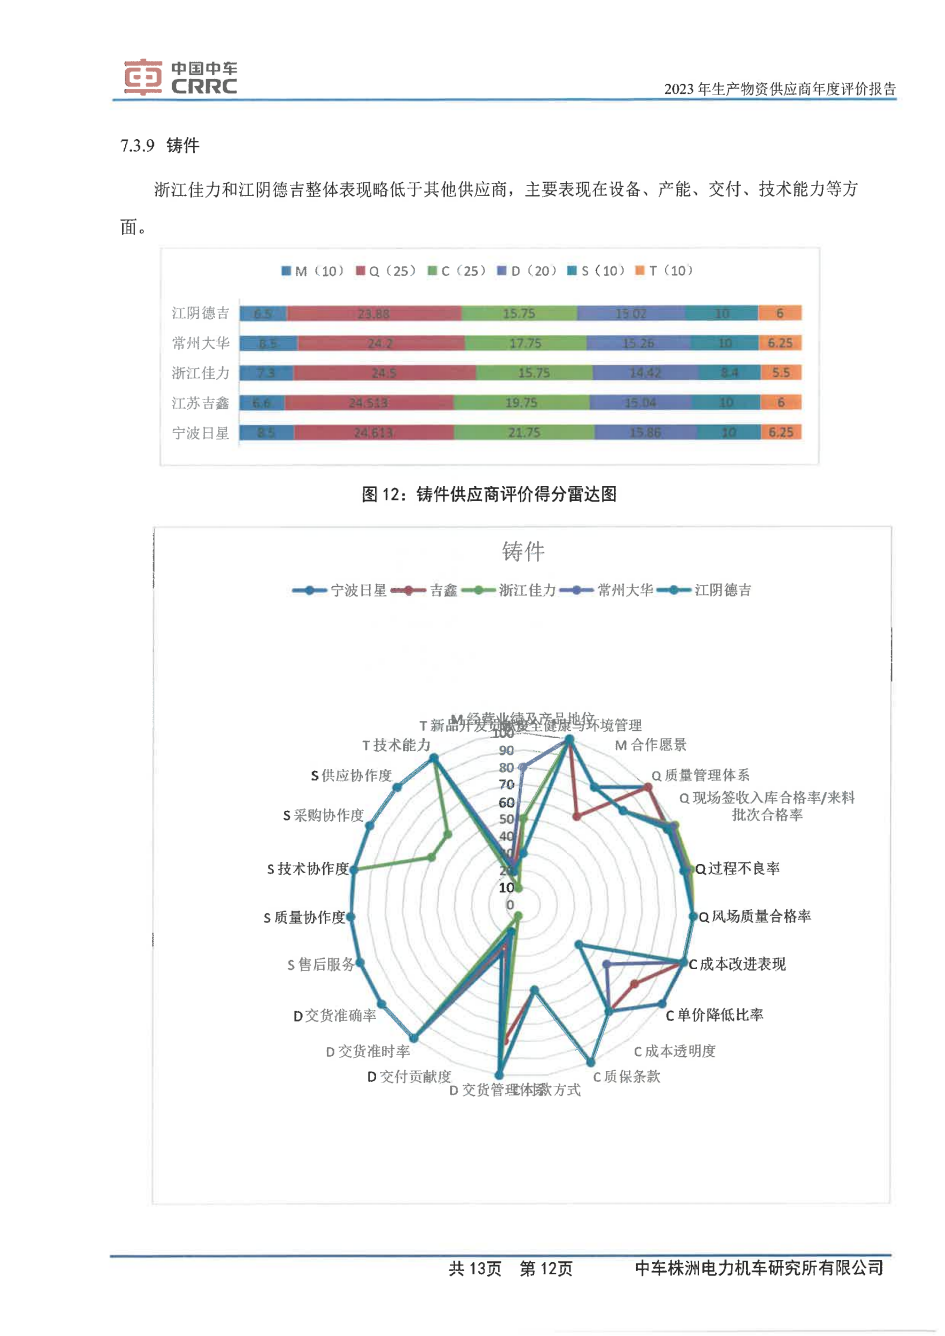 中国中车
CRRC
2023 年生产物资供应商年度评价报告
7.3.9 铸件
浙江佳力和江阴德吉整体表现略低于其他供应商，主要表现在设备、产能、交付、技术能力等方
面。
M（10） Q（25） C（25） D（20） S（10） T（10）
江阴德吉 6.5 23.88 15.75 15.02 10 6
常州大华 8.5 24.2 17.75 15.26 10 6.25
浙江佳力 7.3 24.5 15.75 14.42 8.4 5.5
江苏吉鑫 6.6 24.513 19.75 15.04 10 6
宁波日星 8.5 24.613 21.75 15.86 10 6.25
图 12：铸件供应商评价得分雷达图
铸件
宁波日星 吉鑫 浙江佳力 常州大华 江阴德吉
M 经营业绩及产品地位
T 新品开发贡献度 安全健康与环境管理
T 技术能力 100 M 合作愿景
90
S 供应协作度 80 Q 质量管理体系
70
60 Q 现场签收入库合格率/来料
S 采购协作度 50 批次合格率
40
30
S 技术协作度 20 Q过程不良率
10
0
S 质量协作度 Q 风场质量合格率
S 售后服务 C 成本改进表现
D 交货准确率 C 单价降低比率
D 交货准时率 C 成本透明度
D 交付贡献度 C 质保条款
D 交货管理体系 C 付款方式
共 13页 第 12页 中车株洲电力机车研究所有限公司